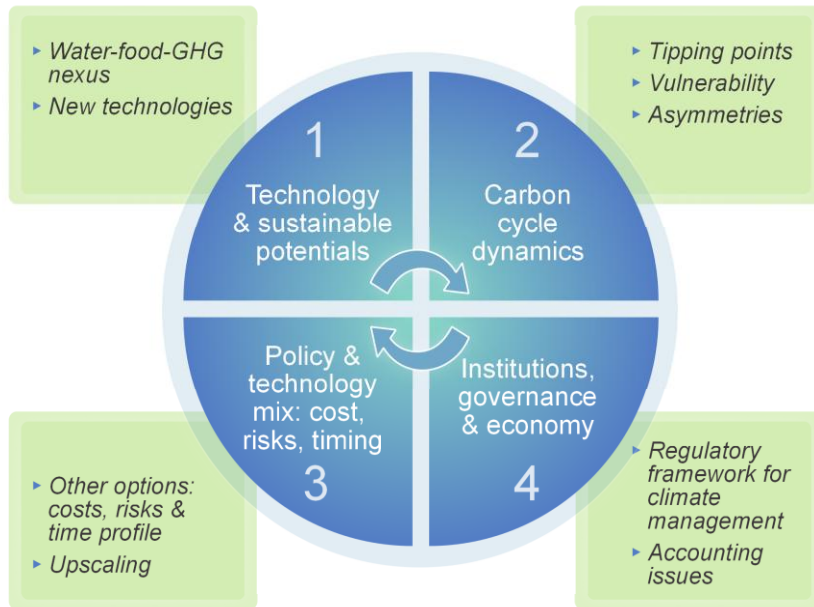 ▸ Water-food-GHG
nexus
▸ New technologies
▸ Tipping points
▸ Vulnerability
▸ Asymmetries
1
Technology
& sustainable
potentials
2
Carbon
cycle
dynamics
Policy &
technology
mix: cost,
risks, timing
3
Institutions,
governance
& economy
4
▸ Other options:
costs, risks &
time profile
▸ Upscaling
▸ Regulatory
framework for
climate
management
▸ Accounting
issues